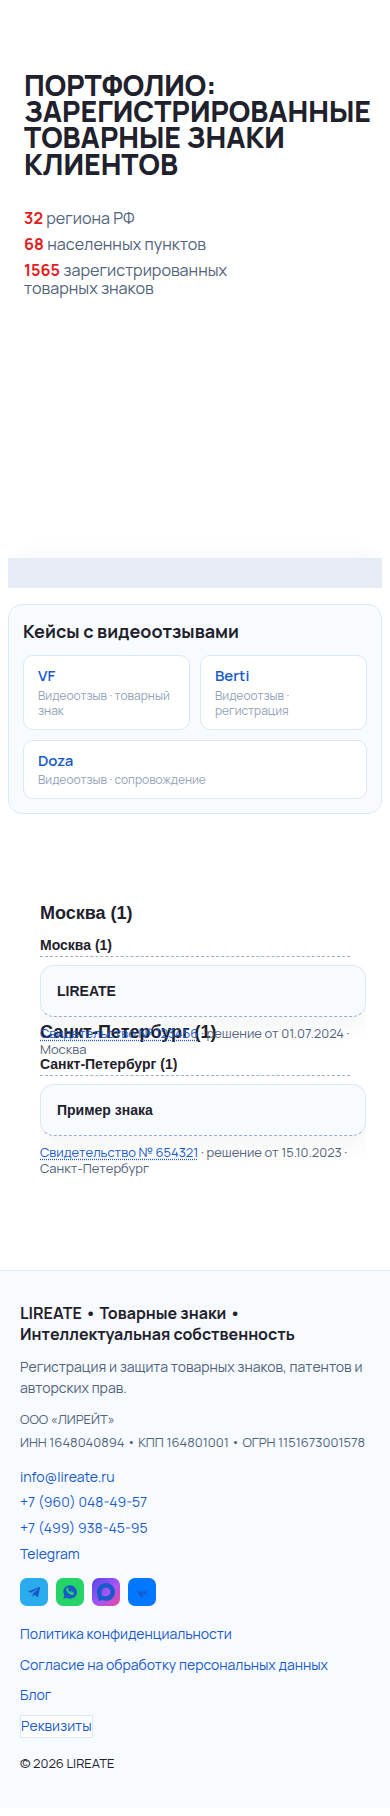 ПОРТФОЛИО:
ЗАРЕГИСТРИРОВАННЫЕ
ТОВАРНЫЕ ЗНАКИ
КЛИЕНТОВ
32 региона РФ
68 населенных пунктов
1565 зарегистрированных
товарных знаков
Кейсы с видеоотзывами
VF
Видеоотзыв · товарный
знак
Berti
Видеоотзыв ·
регистрация
Doza
Видеоотзыв · сопровождение
Москва (1)
Москва (1)
LIREATE
Санкт-Петербург (1)
Свидетельство № 123456 · решение от 01.07.2024 ·
Москва
Санкт-Петербург (1)
Пример знака
Свидетельство № 654321 · решение от 15.10.2023 ·
Санкт-Петербург
LIREATE • Товарные знаки •
Интеллектуальная собственность
Регистрация и защита товарных знаков, патентов и
авторских прав.
ООО «ЛИРЕЙТ»
ИНН 1648040894 • КПП 164801001 • ОГРН 1151673001578
info@lireate.ru
+7 (960) 048-49-57
+7 (499) 938-45-95
Telegram
Политика конфиденциальности
Согласие на обработку персональных данных
Блог
Реквизиты
© 2026 LIREATE